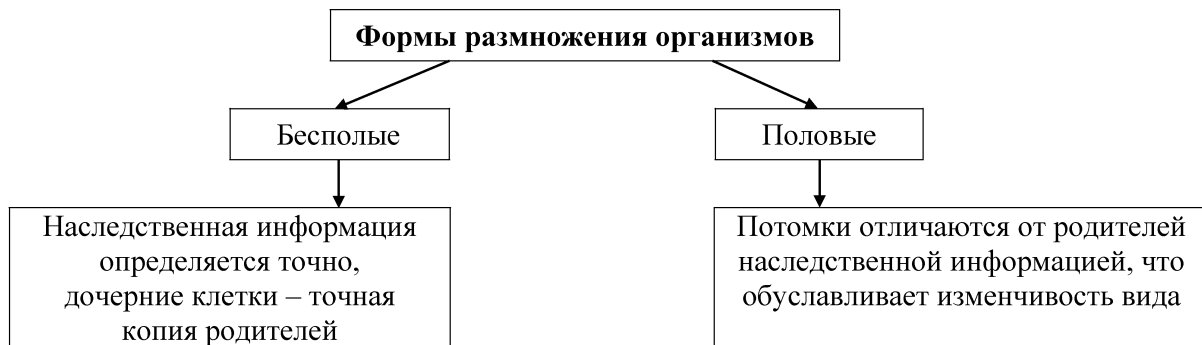 Формы размножения организмов
Бесполые
Половые
Наследственная информация
определяется точно,
дочерние клетки – точная
копия родителей
Потомки отличаются от родителей
наследственной информацией, что
обуславливает изменчивость вида